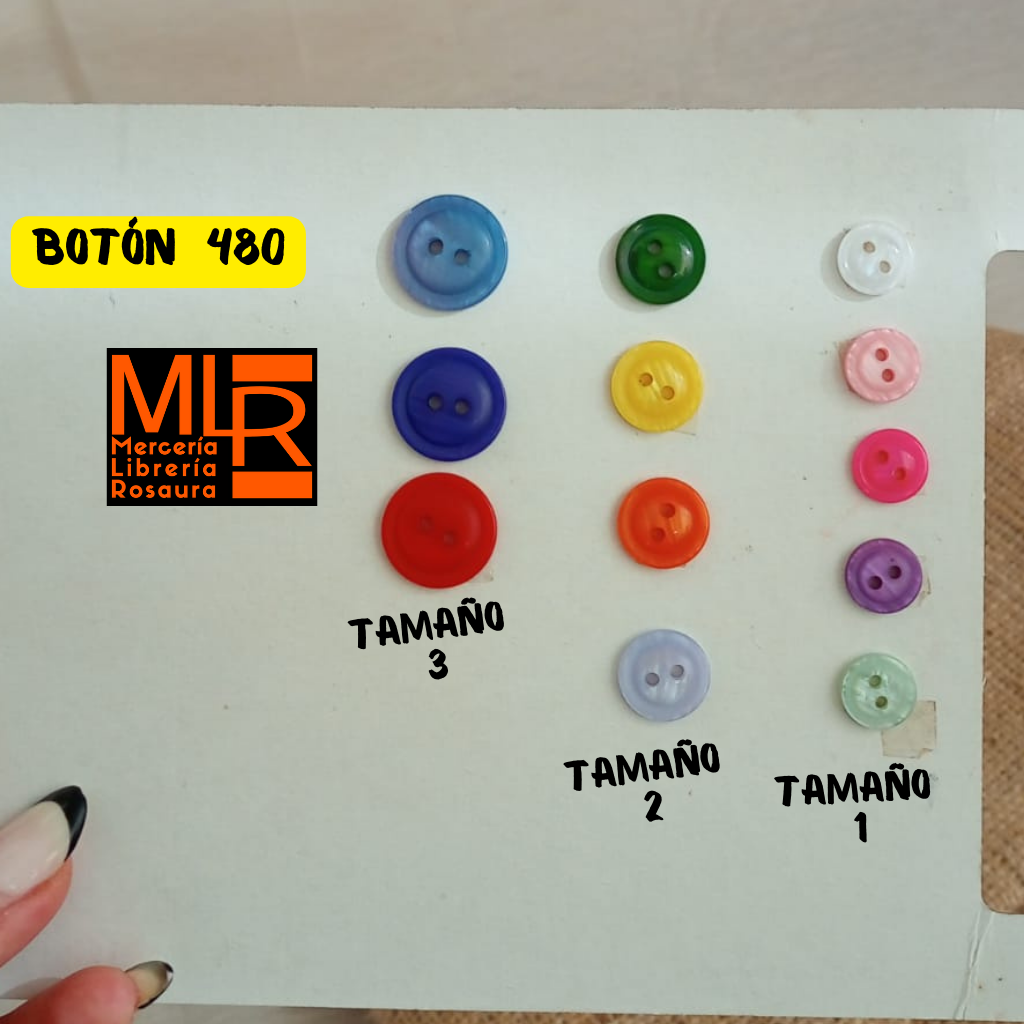 BOTÓN 480
MLR
Mercería
Librería
Rosaura
TAMAÑO
3
TAMAÑO
2
TAMAÑO
1